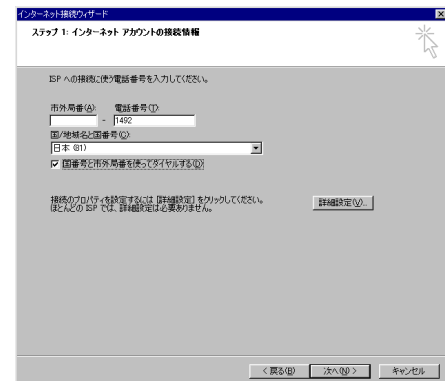 インターネット接続ウィザード
ステップ 1: インターネット アカウントの接続情報
ISP への接続に使う電話番号を入力してください。
市外局番(A): 電話番号(T):
- 1492
国/地域名と国番号(C):
日本 (81)
国番号と市外局番を使ってダイヤルする(D)
接続のプロパティを設定するには [詳細設定] をクリックしてください。
ほとんどの ISP では、詳細設定は必要ありません。
詳細設定(V)...
< 戻る(B) 次へ(N) > キャンセル